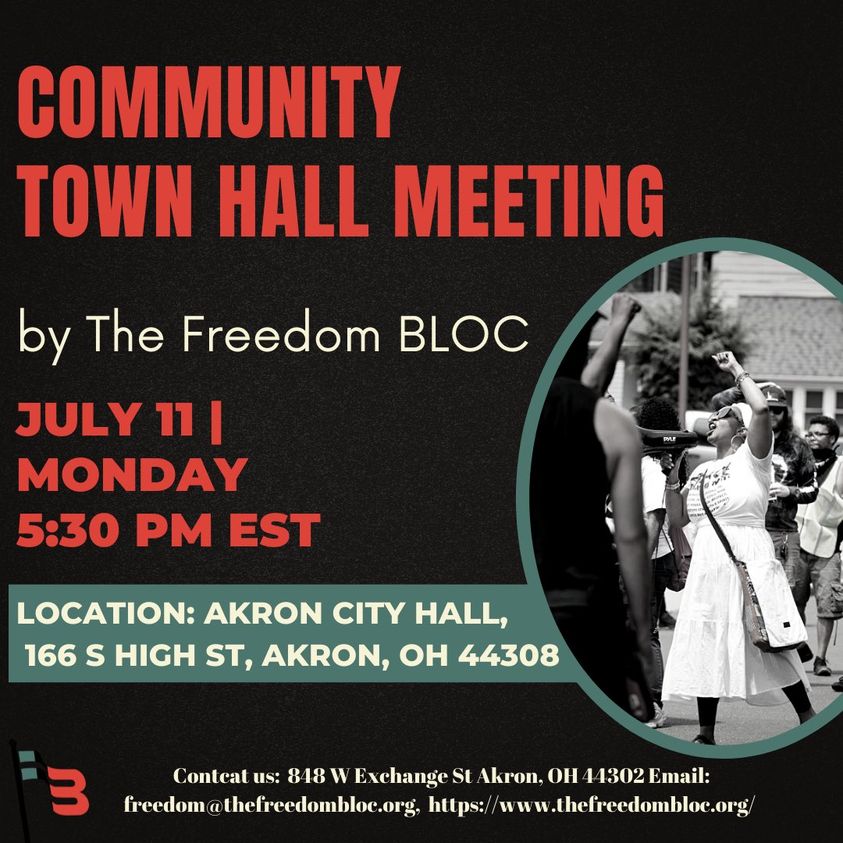 COMMUNITY
TOWN HALL MEETING
by The Freedom BLOC
JULY 11 |
MONDAY
5:30 PM EST
LOCATION: AKRON CITY HALL,
166 S HIGH ST, AKRON, OH 44308
PYLE
B
Contcat us: 848 W Exchange St Akron, OH 44302 Email:
freedom@thefreedombloc.org, https://www.thefreedombloc.org/